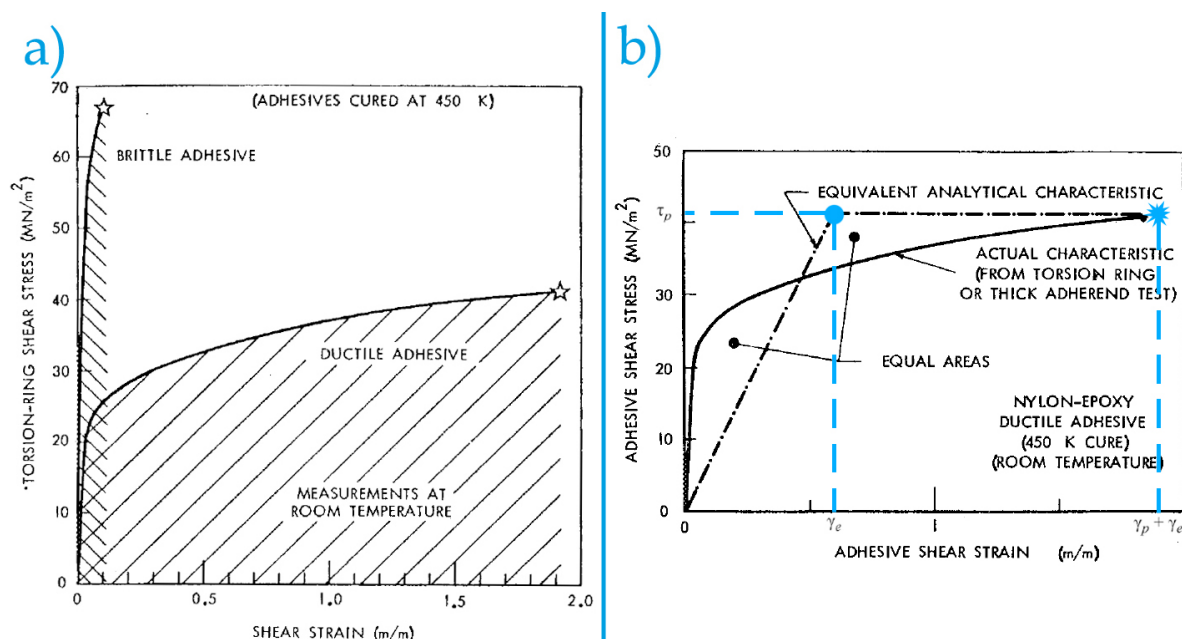 a)
70
60
50
40
30
20
10
0
*TORSION-RING SHEAR STRESS (MN/m²)
(ADHESIVES CURED AT 450 K)
BRITTLE ADHESIVE
DUCTILE ADHESIVE
MEASUREMENTS AT
ROOM TEMPERATURE
0 0.5 1.0 1.5 2.0
SHEAR STRAIN (m/m)
b)
50
τp
30
20
10
0
ADHESIVE SHEAR STRESS (MN/m²)
EQUIVALENT ANALYTICAL CHARACTERISTIC
ACTUAL CHARACTERISTIC
(FROM TORSION RING
OR THICK ADHEREND TEST)
EQUAL AREAS
NYLON-EPOXY
DUCTILE ADHESIVE
(450 K CURE)
(ROOM TEMPERATURE)
0 γe 1 γp + γe
ADHESIVE SHEAR STRAIN (m/m)